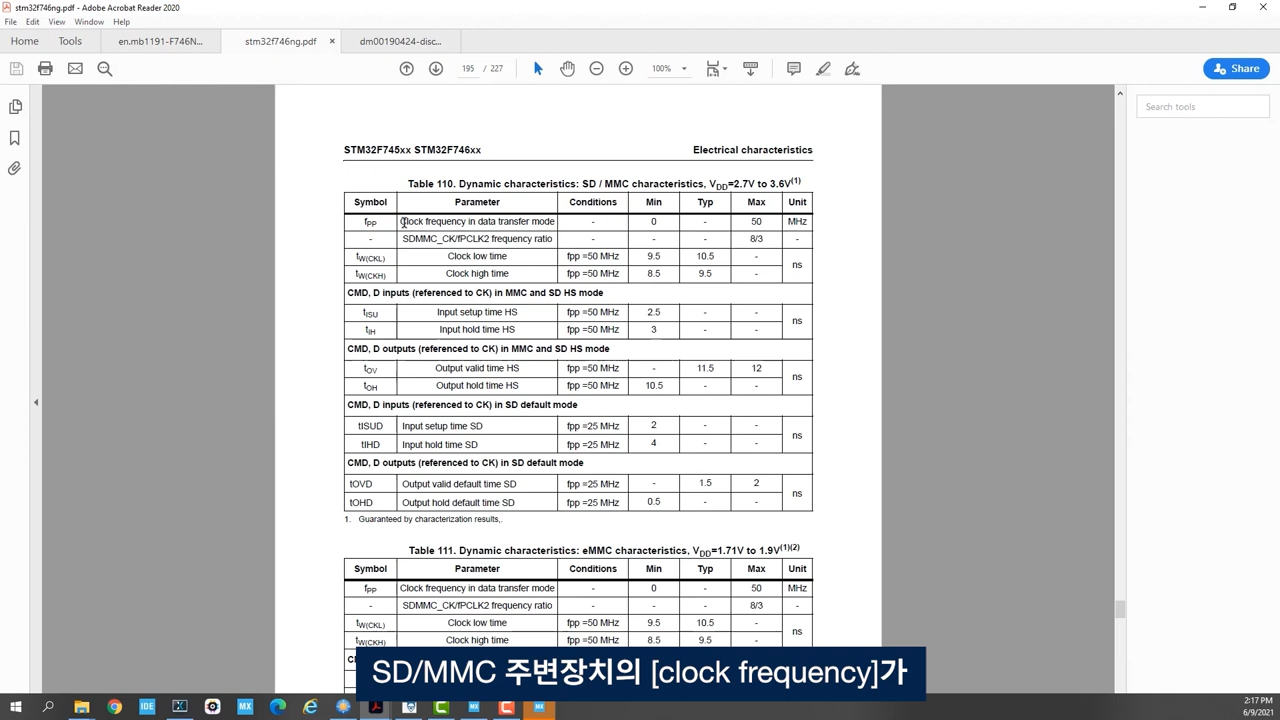 stm32f746ng.pdf - Adobe Acrobat Reader 2020
File Edit View Window Help
Home Tools en.mb1191-F746N... stm32f746ng.pdf × dm00190424-disc...
195 / 227 100% Share
Search tools
STM32F745xx STM32F746xx Electrical characteristics
Table 110. Dynamic characteristics: SD / MMC characteristics, VDD=2.7V to 3.6V(1)
Symbol Parameter Conditions Min Typ Max Unit
fPP Clock frequency in data transfer mode - 0 - 50 MHz
- SDMMC_CK/fPCLK2 frequency ratio - - - 8/3 -
tW(CKL) Clock low time fpp =50 MHz 9.5 10.5 - ns
tW(CKH) Clock high time fpp =50 MHz 8.5 9.5 -
CMD, D inputs (referenced to CK) in MMC and SD HS mode
tISU Input setup time HS fpp =50 MHz 2.5 - - ns
tIH Input hold time HS fpp =50 MHz 3 - -
CMD, D outputs (referenced to CK) in MMC and SD HS mode
tOV Output valid time HS fpp =50 MHz - 11.5 12 ns
tOH Output hold time HS fpp =50 MHz 10.5 - -
CMD, D inputs (referenced to CK) in SD default mode
tISUD Input setup time SD fpp =25 MHz 2 - - ns
tIHD Input hold time SD fpp =25 MHz 4 - -
CMD, D outputs (referenced to CK) in SD default mode
tOVD Output valid default time SD fpp =25 MHz - 1.5 2 ns
tOHD Output hold default time SD fpp =25 MHz 0.5 - -
1. Guaranteed by characterization results,.
Table 111. Dynamic characteristics: eMMC characteristics, VDD=1.71V to 1.9V(1)(2)
Symbol Parameter Conditions Min Typ Max Unit
fPP Clock frequency in data transfer mode - 0 - 50 MHz
- SDMMC_CK/fPCLK2 frequency ratio - - - 8/3 -
tW(CKL) Clock low time fpp =50 MHz 9.5 10.5 - ns
tW(CKH) Clock high time fpp =50 MHz 8.5 9.5 -
SD/MMC 주변장치의 [clock frequency]가
IDE MX MX MX
2:17 PM
6/9/2021